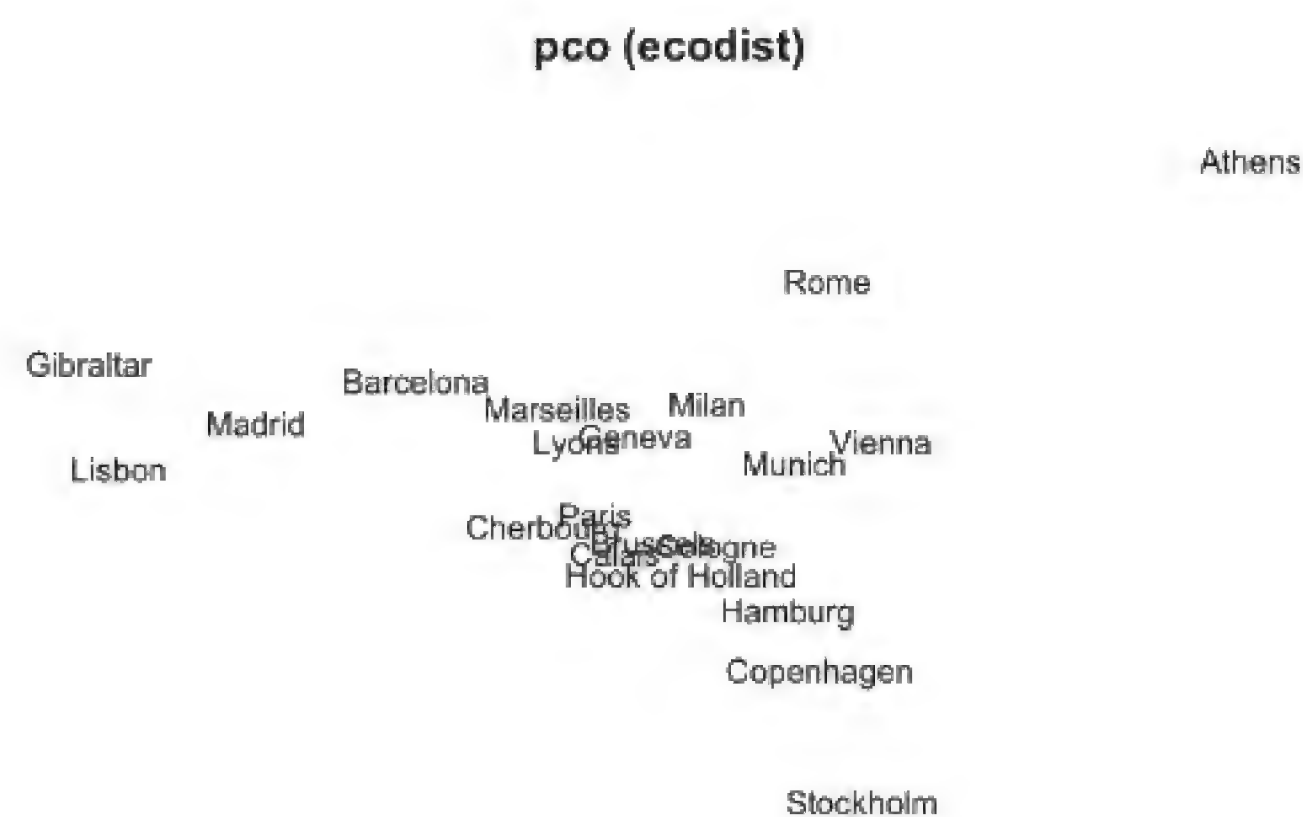 pco (ecodist)
Athens
Rome
Gibraltar
Barcelona
Madrid
Marseilles
Milan
Lyons
Geneva
Vienna
Lisbon
Munich
Paris
Cherbourg
Brussels
Cologne
Calais
Hook of Holland
Hamburg
Copenhagen
Stockholm